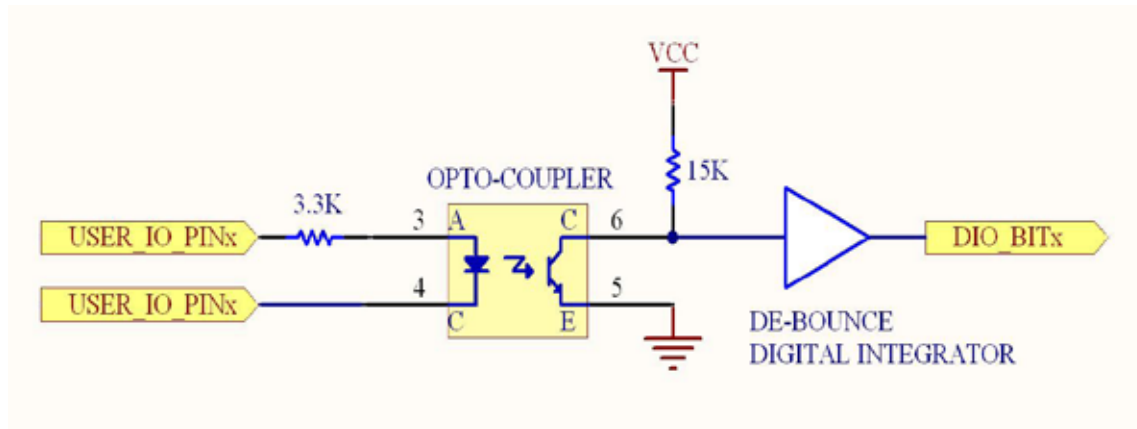 VCC
15K
OPTO-COUPLER
3.3K
3
A
C
6
USER_IO_PINx
DIO_BITx
USER_IO_PINx
4
C
E
5
DE-BOUNCE
DIGITAL INTEGRATOR